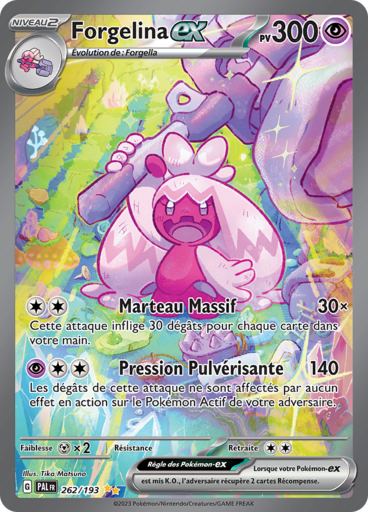 NIVEAU 2
Forgelina ex
PV 300
Évolution de : Forgella
Marteau Massif 30×
Cette attaque inflige 30 dégâts pour chaque carte dans
votre main.
Pression Pulvérisante 140
Les dégâts de cette attaque ne sont affectés par aucun
effet en action sur le Pokémon Actif de votre adversaire.
Faiblesse ×2 Résistance Retraite
Règle des Pokémon-ex
Lorsque votre Pokémon-ex
est mis K.O., l'adversaire récupère 2 cartes Récompense.
Illus. Tika Matsuno
G PAL FR 262/193
©2023 Pokémon/Nintendo/Creatures/GAME FREAK